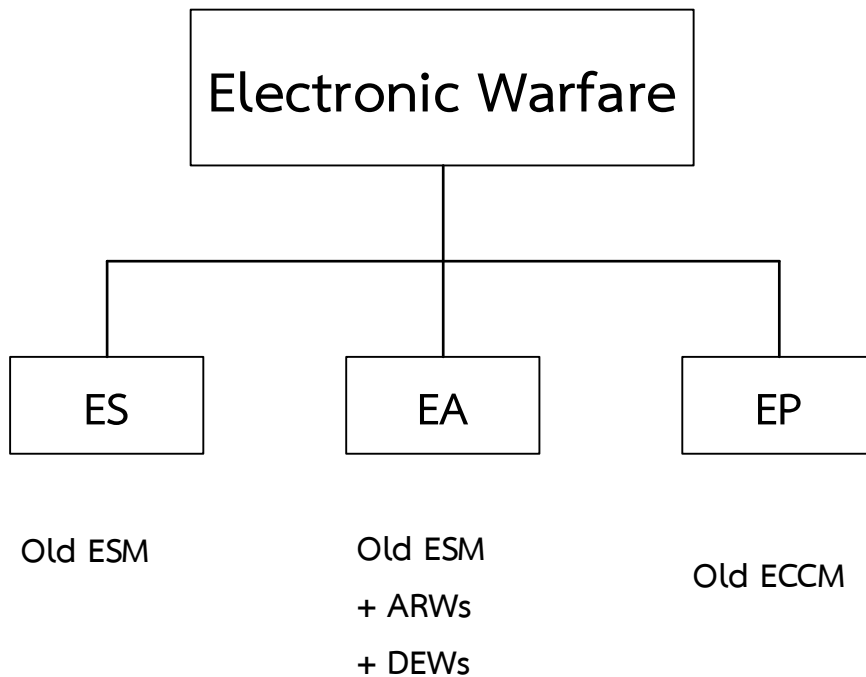 Electronic Warfare
ES
EA
EP
Old ESM
Old ESM
+ ARWs
+ DEWs
Old ECCM